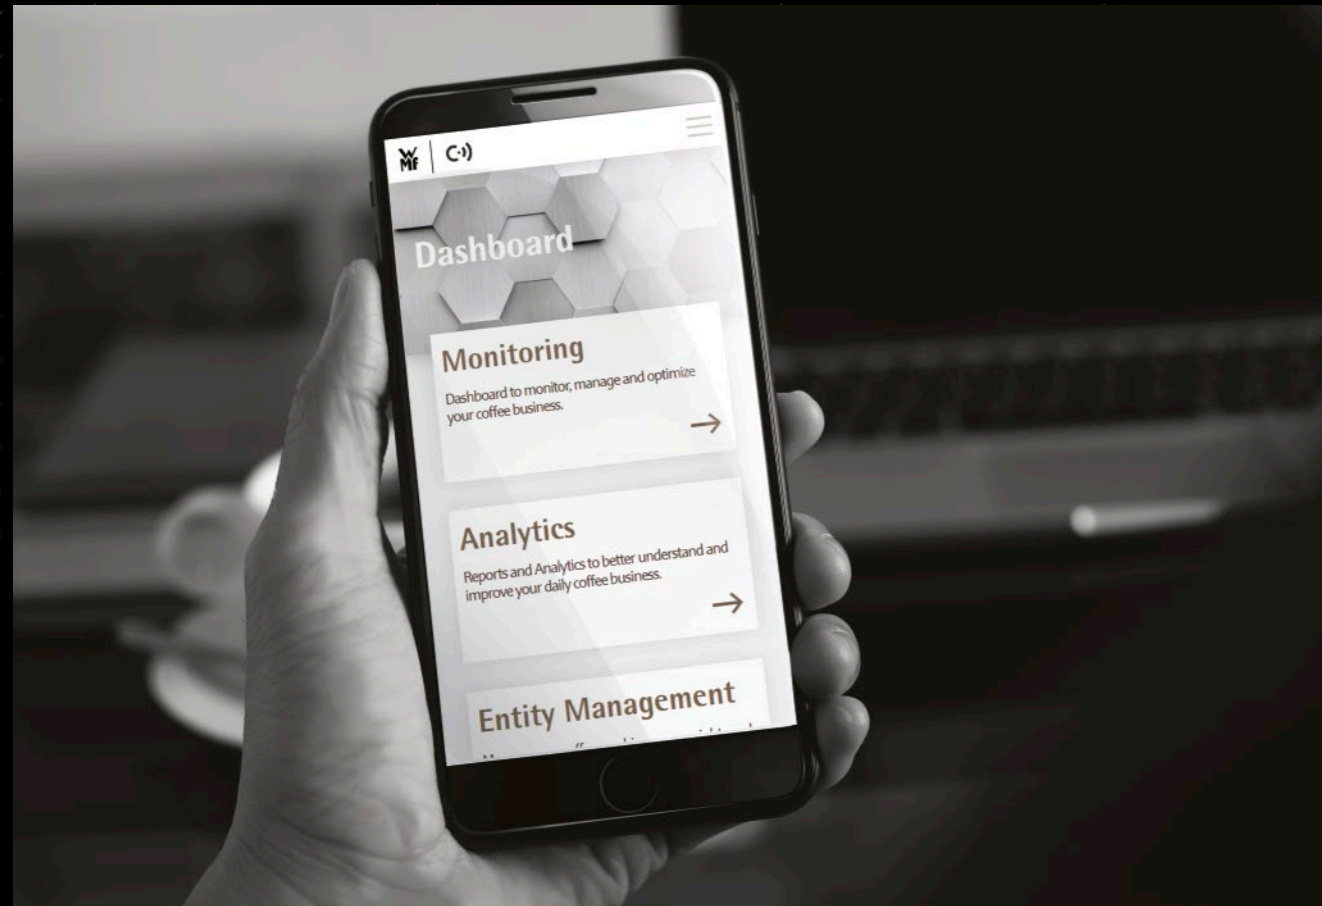 WMF
Dashboard
Monitoring
Dashboard to monitor, manage and optimize
your coffee business.
Analytics
Reports and Analytics to better understand and
improve your daily coffee business.
Entity Management